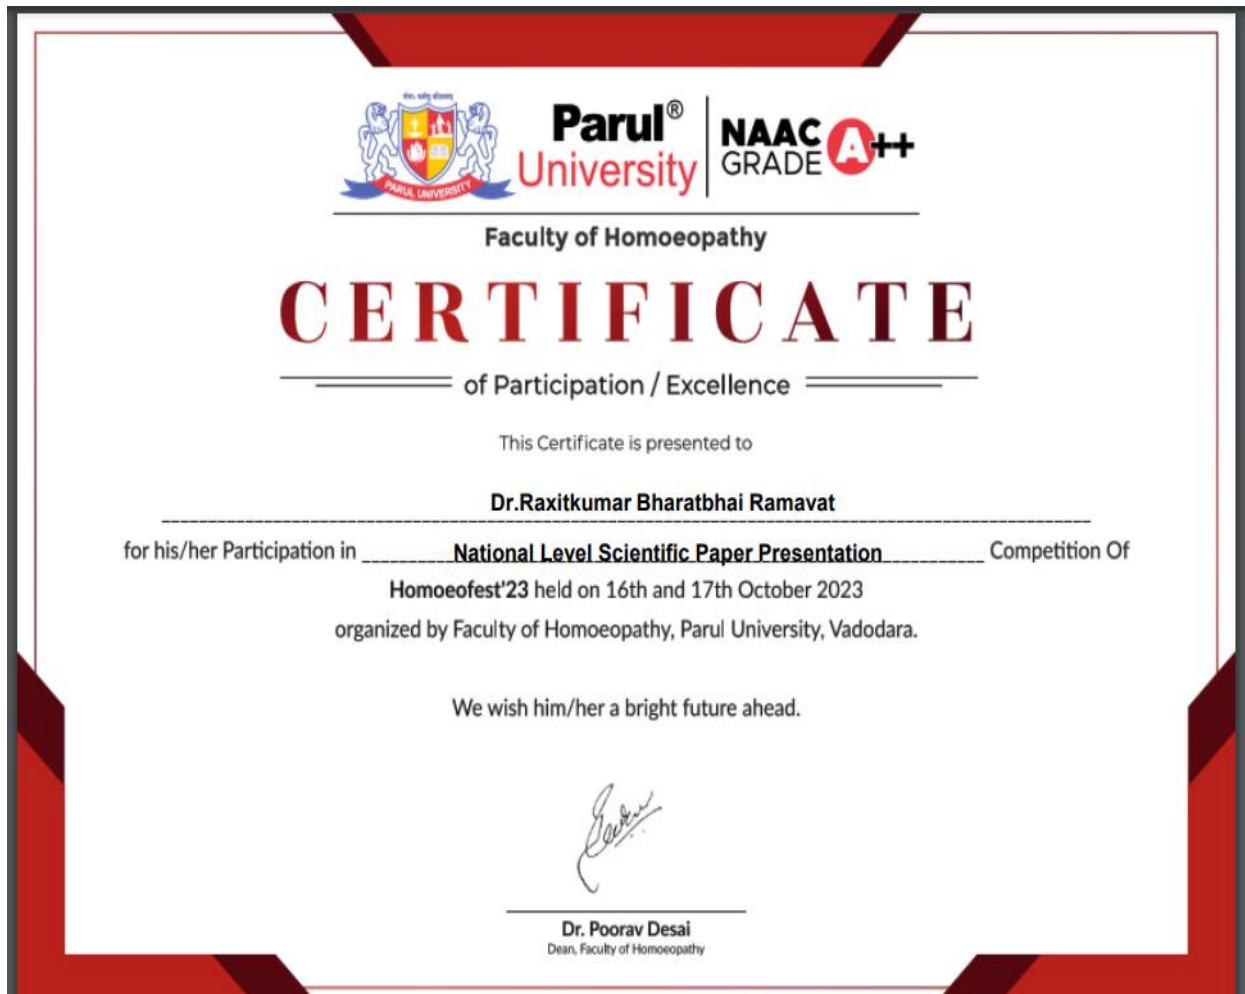 Parul®
University
NAAC
GRADE A++
PARUL UNIVERSITY
Faculty of Homoeopathy
CERTIFICATE
of Participation / Excellence
This Certificate is presented to
Dr.Raxitkumar Bharatbhai Ramavat
for his/her Participation in National Level Scientific Paper Presentation Competition Of
Homoeofest'23 held on 16th and 17th October 2023
organized by Faculty of Homoeopathy, Parul University, Vadodara.
We wish him/her a bright future ahead.
Dr. Poorav Desai
Dean, Faculty of Homoeopathy